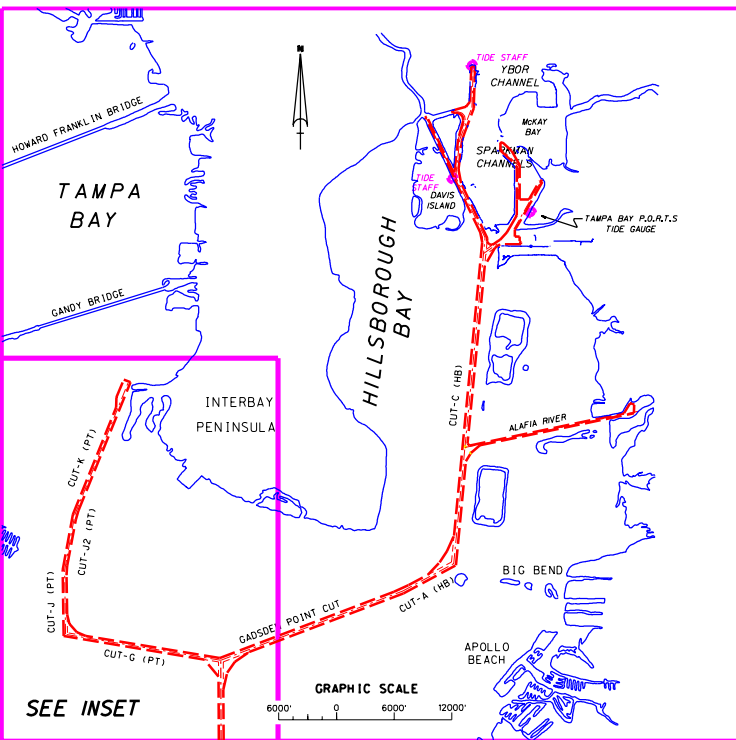 N
TIDE STAFF
YBOR
CHANNEL
HOWARD FRANKLIN BRIDGE
McKAY
BAY
SPARKMAN
CHANNELS
TAMPA
BAY
TIDE
STAFF
DAVIS
ISLAND
TAMPA BAY P.O.R.T.S
TIDE GAUGE
HILLSBOROUGH
BAY
GANDY BRIDGE
CUT-C (HB)
INTERBAY
PENINSULA
ALAFIA RIVER
CUT-K (PT)
CUT-J2 (PT)
CUT-J (PT)
BIG BEND
CUT-A (HB)
GADSDEN POINT CUT
CUT-G (PT)
APOLLO
BEACH
SEE INSET
GRAPHIC SCALE
6000' 0 6000' 12000'